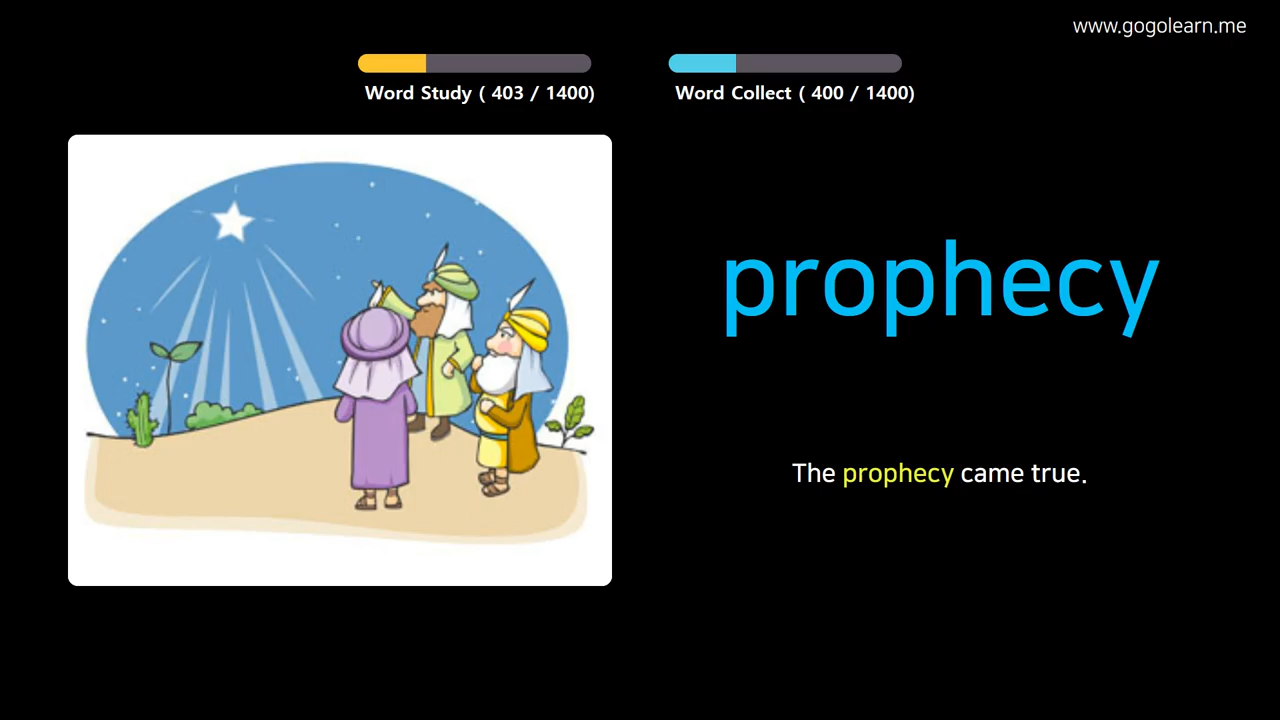 www.gogolearn.me
Word Study ( 403 / 1400)
Word Collect ( 400 / 1400)
prophecy
The prophecy came true.